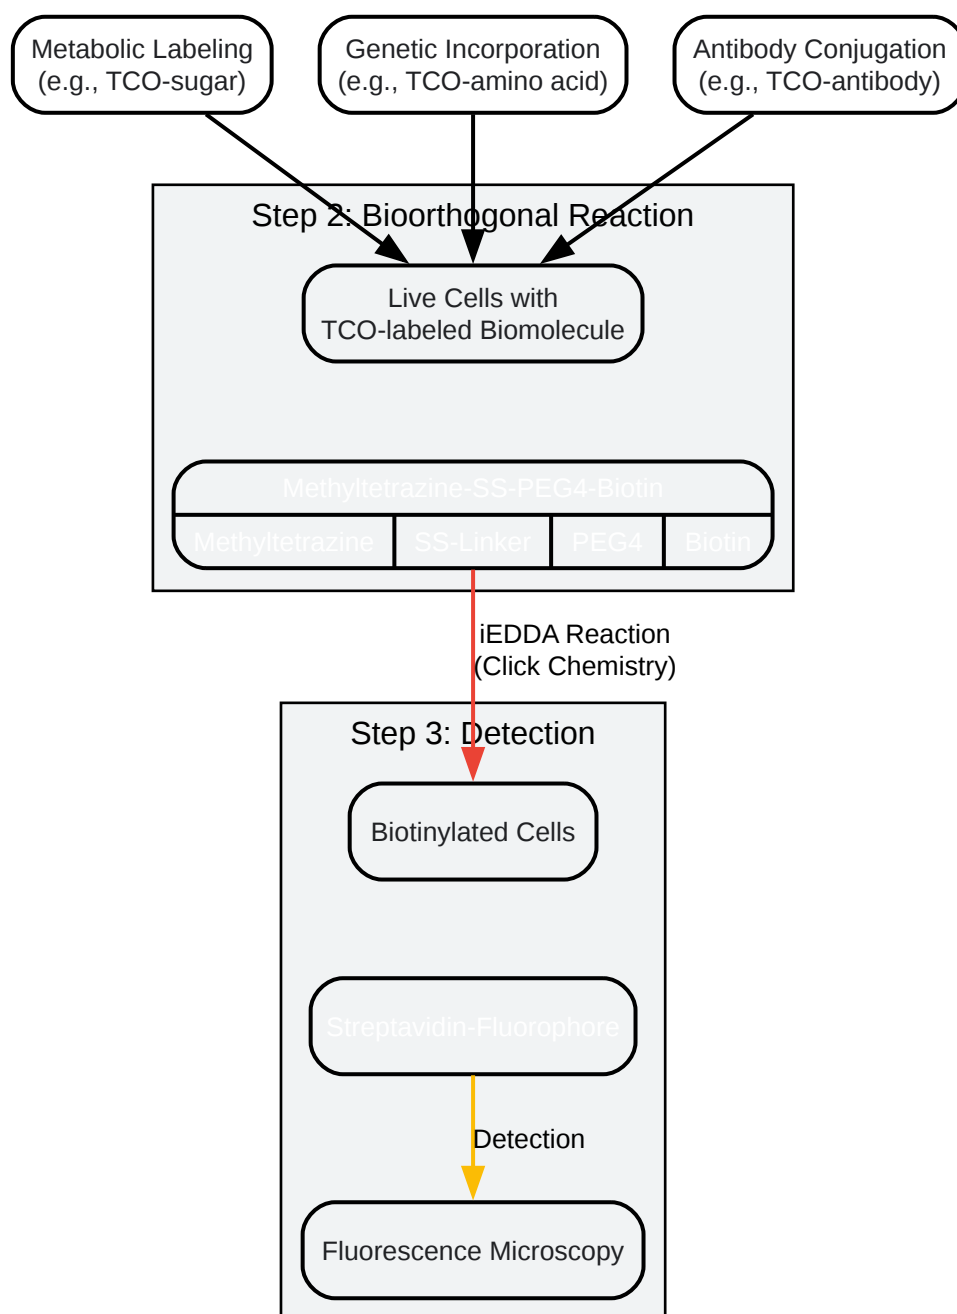 Metabolic Labeling
(e.g., TCO-sugar)
Genetic Incorporation
(e.g., TCO-amino acid)
Antibody Conjugation
(e.g., TCO-antibody)
Step 2: Bioorthogonal Reaction
Live Cells with
TCO-labeled Biomolecule
Methyltetrazine-SS-PEG4-Biotin
Methyltetrazine
SS-Linker
PEG4
Biotin
iEDDA Reaction
(Click Chemistry)
Step 3: Detection
Biotinylated Cells
Streptavidin-Fluorophore
Detection
Fluorescence Microscopy